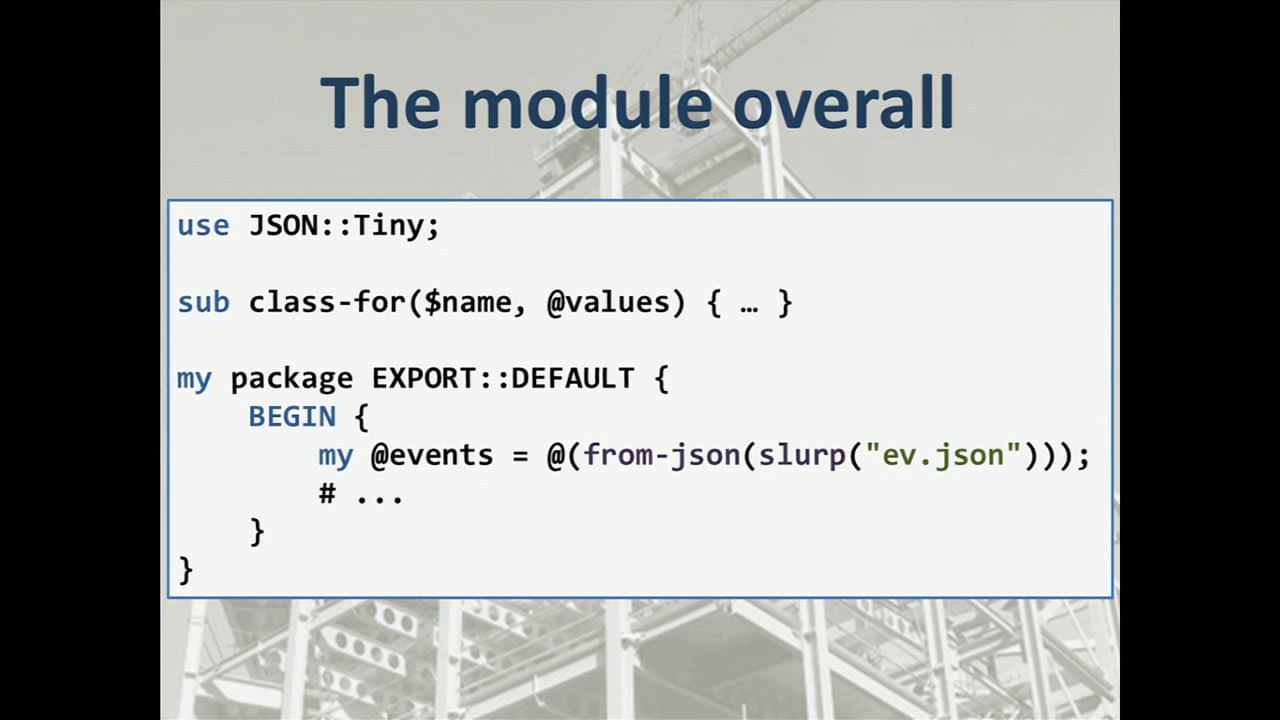 The module overall
use JSON::Tiny;
sub class-for($name, @values) { … }
my package EXPORT::DEFAULT {
    BEGIN {
        my @events = @(from-json(slurp("ev.json")));
        # ...
    }
}